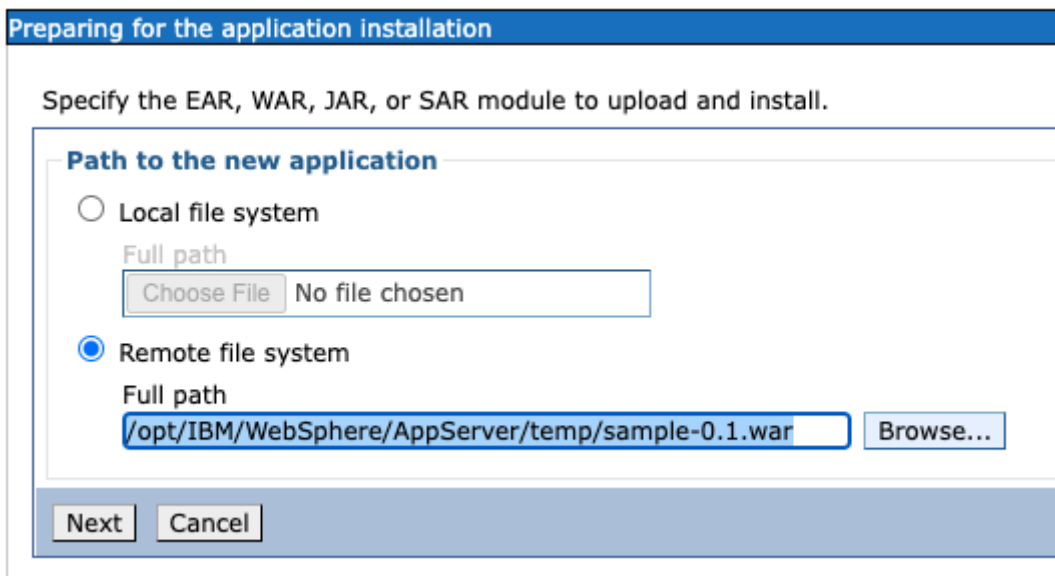 Preparing for the application installation
Specify the EAR, WAR, JAR, or SAR module to upload and install.
Path to the new application
Local file system
Full path
Choose File No file chosen
Remote file system
Full path
/opt/IBM/WebSphere/AppServer/temp/sample-0.1.war Browse...
Next Cancel